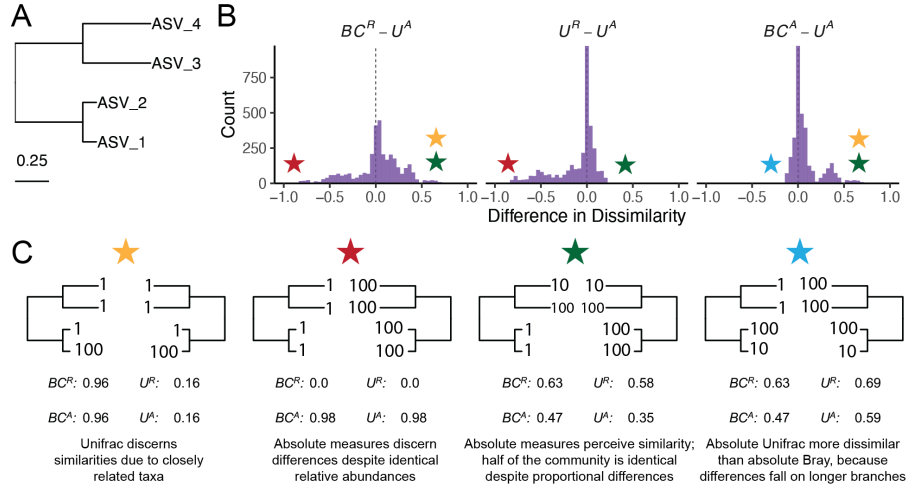 A
ASV_4
ASV_3
ASV_2
ASV_1
0.25
B
BC^R – U^A
U^R – U^A
BC^A – U^A
Count
750
500
250
0
−1.0 −0.5 0.0 0.5 1.0
−1.0 −0.5 0.0 0.5 1.0
−1.0 −0.5 0.0 0.5 1.0
Difference in Dissimilarity
C
1 1
1 1
1 1
100 100
BC^R: 0.96 U^R: 0.16
BC^A: 0.96 U^A: 0.16
Unifrac discerns
similarities due to closely
related taxa
1 100
1 100
1 100
1 100
BC^R: 0.0 U^R: 0.0
BC^A: 0.98 U^A: 0.98
Absolute measures discern
differences despite identical
relative abundances
10 10
100 100
1 100
1 100
BC^R: 0.63 U^R: 0.58
BC^A: 0.47 U^A: 0.35
Absolute measures perceive similarity;
half of the community is identical
despite proportional differences
1 100
1 100
100 100
10 10
BC^R: 0.63 U^R: 0.69
BC^A: 0.47 U^A: 0.59
Absolute Unifrac more dissimilar
than absolute Bray, because
differences fall on longer branches